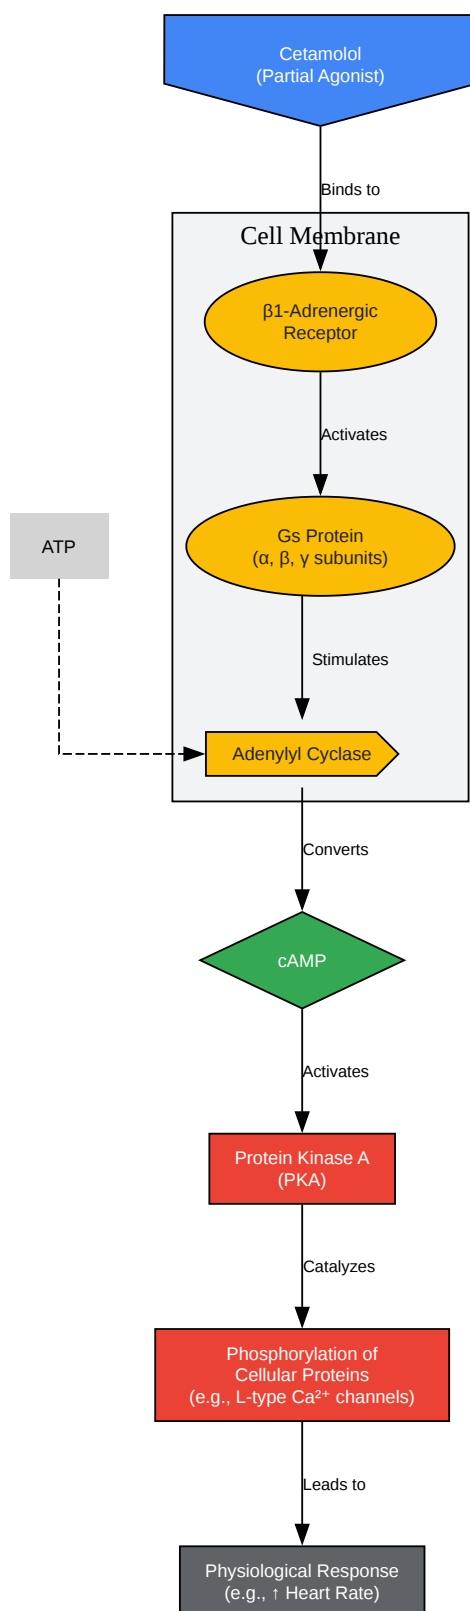 Cetamolol
(Partial Agonist)
Binds to
Cell Membrane
β1-Adrenergic
Receptor
Activates
Gs Protein
(α, β, γ subunits)
ATP
Stimulates
Adenylyl Cyclase
Converts
cAMP
Activates
Protein Kinase A
(PKA)
Catalyzes
Phosphorylation of
Cellular Proteins
(e.g., L-type Ca²⁺ channels)
Leads to
Physiological Response
(e.g., ↑ Heart Rate)